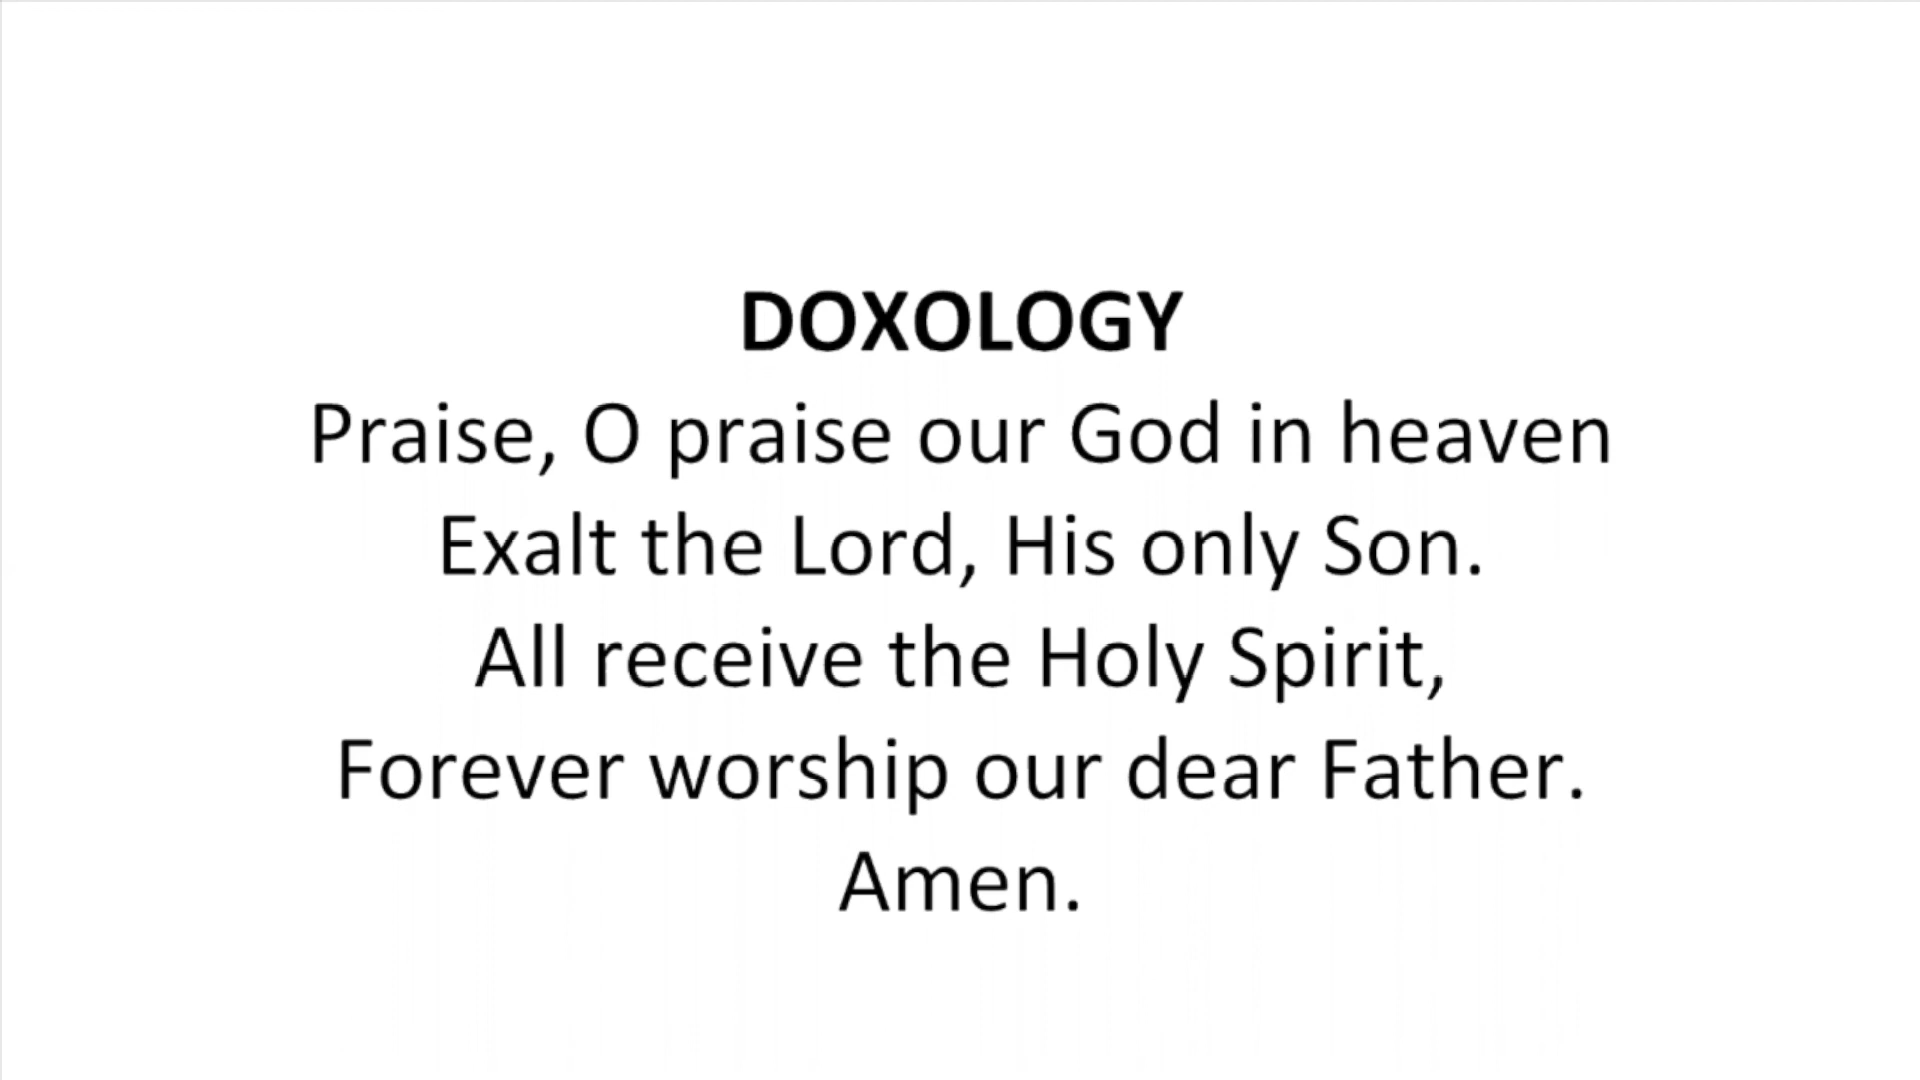 DOXOLOGY
Praise, O praise our God in heaven
Exalt the Lord, His only Son.
All receive the Holy Spirit,
Forever worship our dear Father.
Amen.